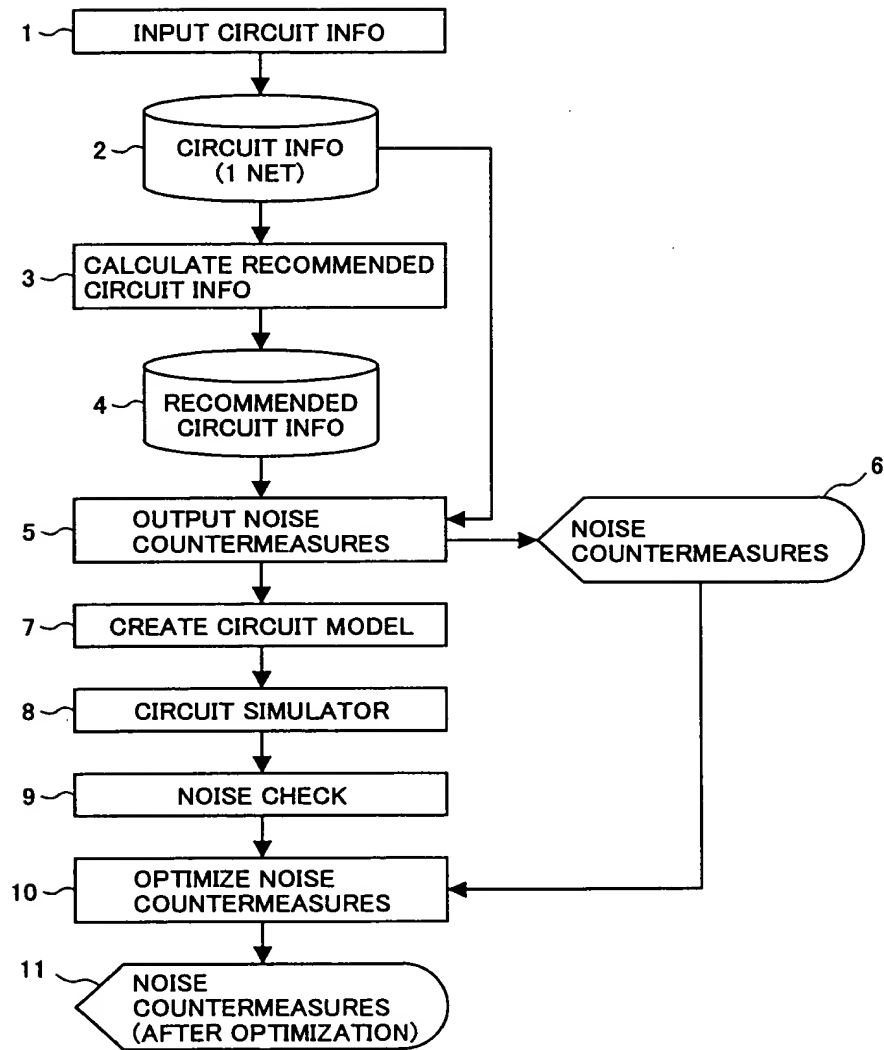 1
INPUT CIRCUIT INFO
2
CIRCUIT INFO
(1 NET)
3
CALCULATE RECOMMENDED
CIRCUIT INFO
4
RECOMMENDED
CIRCUIT INFO
5
OUTPUT NOISE
COUNTERMEASURES
6
NOISE
COUNTERMEASURES
7
CREATE CIRCUIT MODEL
8
CIRCUIT SIMULATOR
9
NOISE CHECK
10
OPTIMIZE NOISE
COUNTERMEASURES
11
NOISE
COUNTERMEASURES
(AFTER OPTIMIZATION)